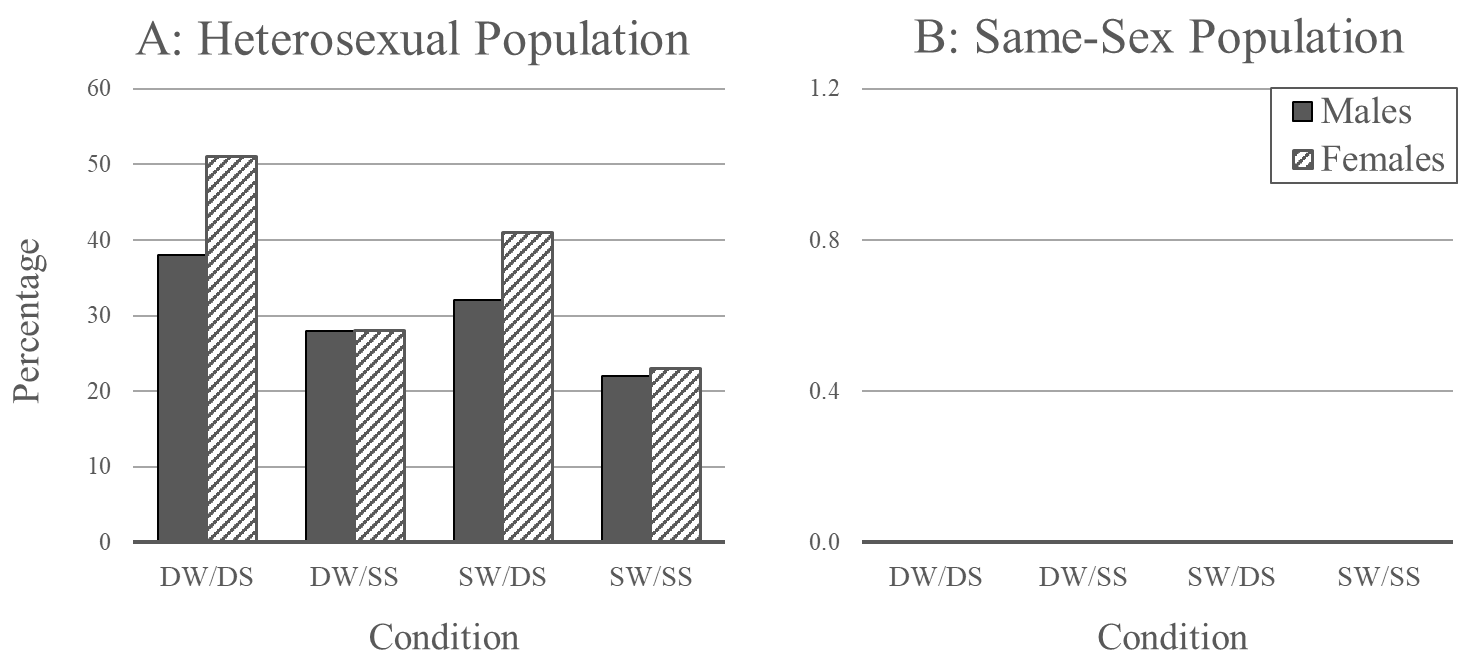 A: Heterosexual Population
60
50
40
30
20
10
0
Percentage
DW/DS DW/SS SW/DS SW/SS
Condition
B: Same-Sex Population
1.2
0.8
0.4
0.0
Males
Females
DW/DS DW/SS SW/DS SW/SS
Condition